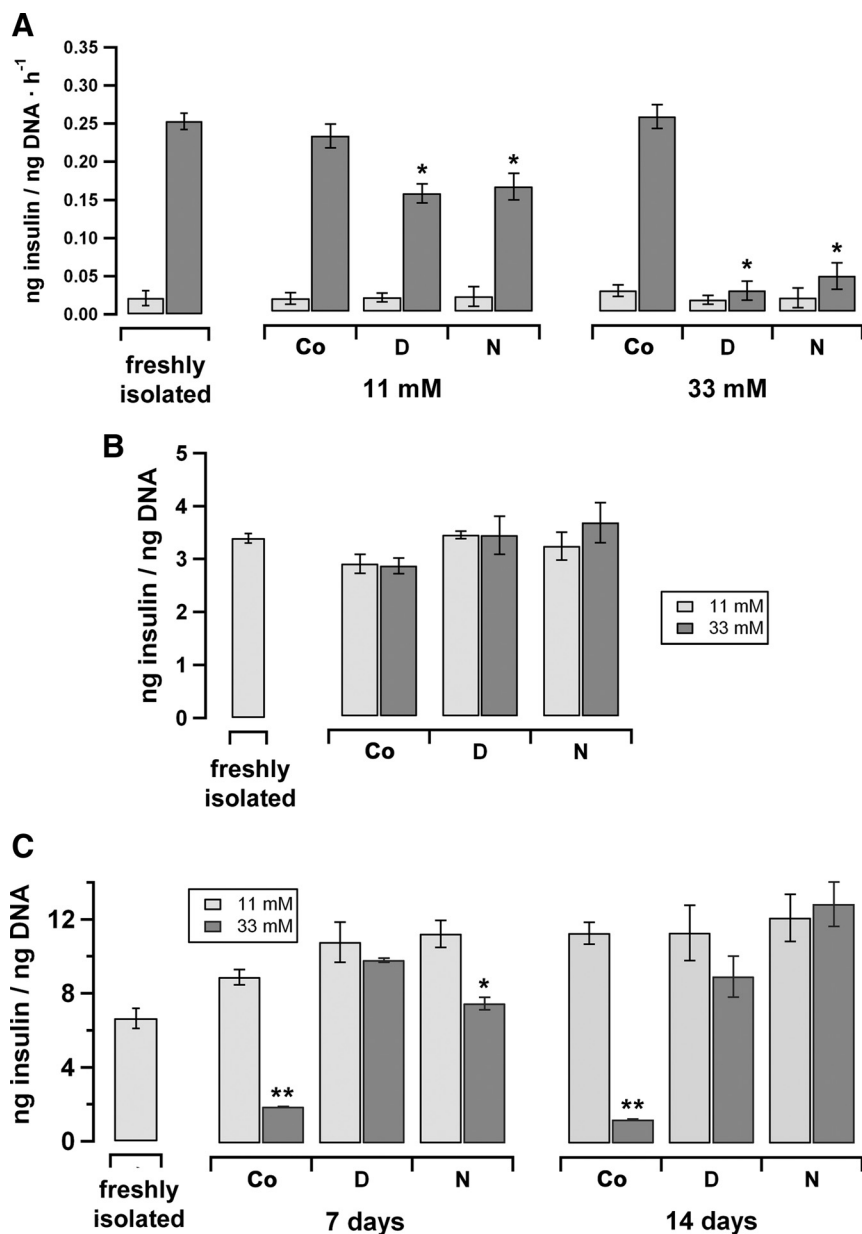 A
ng insulin / ng DNA · h⁻¹
0.35
0.30
0.25
0.20
0.15
0.10
0.05
0.00
* * * *
Co D N Co D N
freshly
isolated
11 mM 33 mM
B
ng insulin / ng DNA
5
4
3
2
1
0
11 mM
33 mM
Co D N
freshly
isolated
C
ng insulin / ng DNA
12
8
4
0
11 mM
33 mM
** * **
Co D N Co D N
freshly
isolated
7 days 14 days